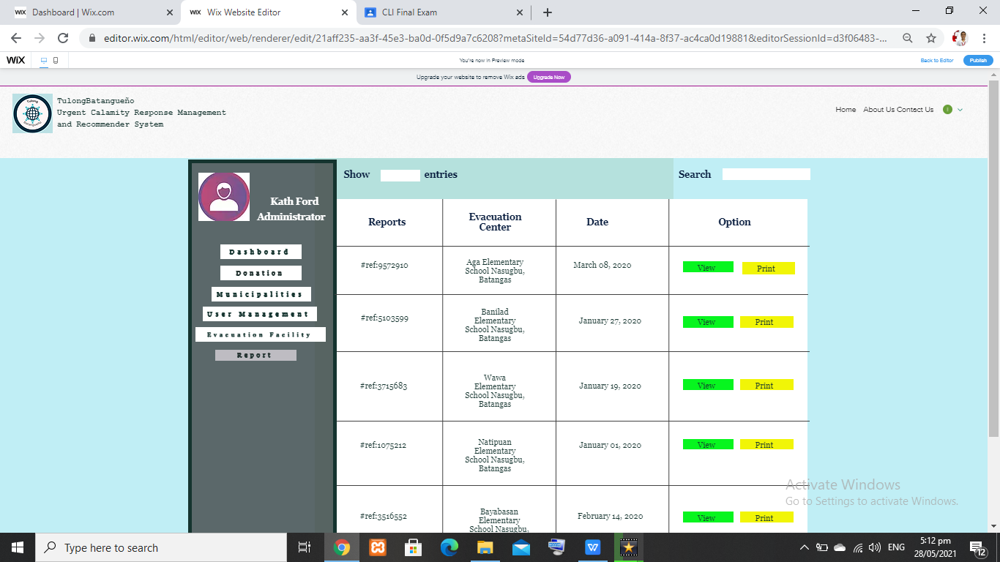 WIX Dashboard | Wix.com
WIX Wix Website Editor
CLI Final Exam
editor.wix.com/html/editor/web/renderer/edit/21aff235-aa3f-45e3-ba0d-0f5d9a7c6208?metaSiteId=54d77d36-a091-414a-8f37-ac4ca0d19881&editorSessionId=d3f06483-...
WiX
You're now in Preview mode
Back to Editor
Publish
Upgrade your website to remove Wix ads
Upgrade Now
Tulong
Batangueño
TulongBatangueño
Urgent Calamity Response Management
and Recommender System
Home About Us Contact Us
Kath Ford
Administrator
Dashboard
Donation
Municipalities
User Management
Evacuation Facility
Report
Show entries
Search
Reports
Evacuation
Center
Date
Option
#ref:9572910
Aga Elementary
School Nasugbu,
Batangas
March 08, 2020
View
Print
#ref:5103599
Banilad
Elementary
School Nasugbu,
Batangas
January 27, 2020
View
Print
#ref:3715683
Wawa
Elementary
School Nasugbu,
Batangas
January 19, 2020
View
Print
#ref:1075212
Natipuan
Elementary
School Nasugbu,
Batangas
January 01, 2020
View
Print
#ref:3516552
Bayabasan
Elementary
School Nasugbu,
February 14, 2020
View
Print
Activate Windows
Go to Settings to activate Windows.
Type here to search
ENG
5:12 pm
28/05/2021
12